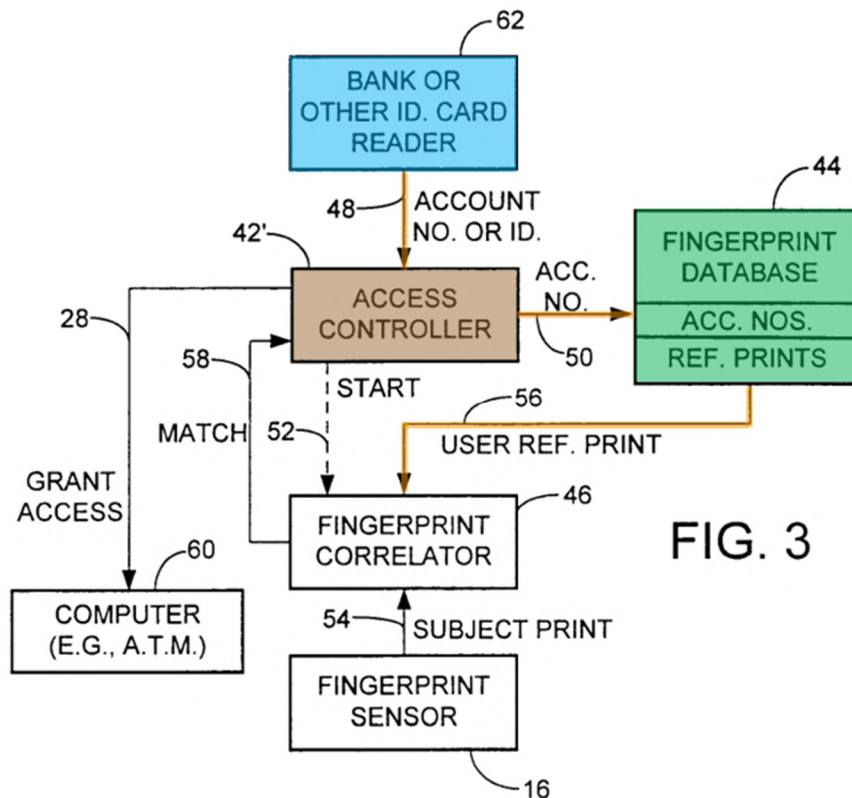 62
BANK OR
OTHER ID. CARD
READER
48
ACCOUNT
NO. OR ID.
44
FINGERPRINT
DATABASE
ACC. NOS.
REF. PRINTS
42'
ACCESS
CONTROLLER
ACC.
NO.
50
28
58
START
MATCH
52
56
USER REF. PRINT
GRANT
ACCESS
46
FINGERPRINT
CORRELATOR
FIG. 3
60
COMPUTER
(E.G., A.T.M.)
54
SUBJECT PRINT
FINGERPRINT
SENSOR
16